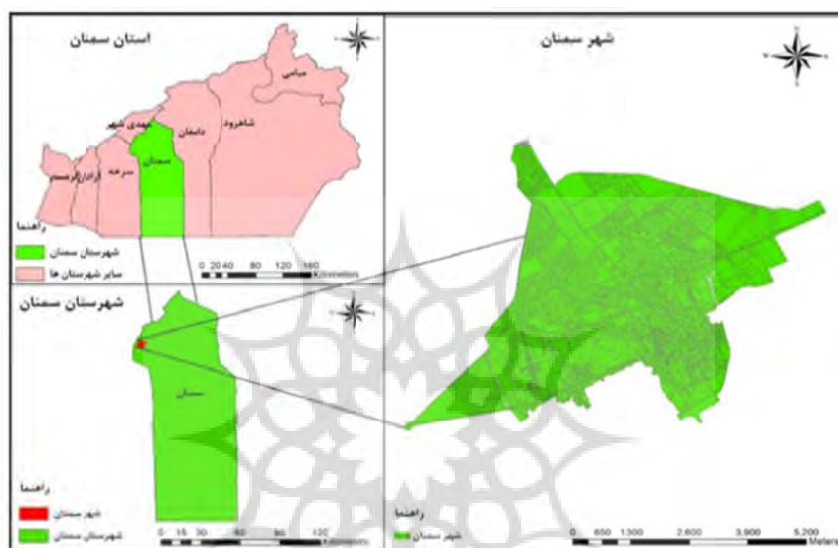 استان سمنان
میامی
شاهرود
دامغان
مهدی شهر
سمنان
سرخه
آرادان
گرمسار
راهنما
شهرستان سمنان
سایر شهرستان ها
0 20 40 80 120 160
Kilometers
شهرستان سمنان
سمنان
راهنما
شهر سمنان
شهرستان سمنان
0 15 30 60 90 120
Kilometers
شهر سمنان
راهنما
شهر سمنان
0 650 1,300 2,600 3,900 5,200
Meters